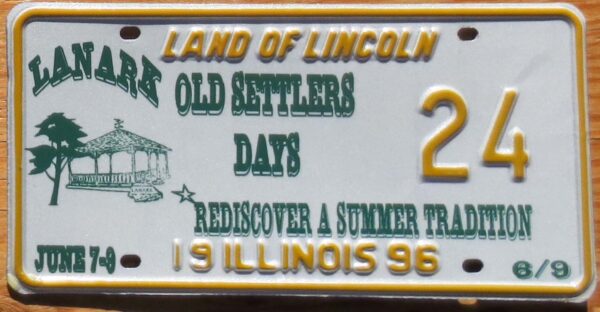 LAND OF LINCOLN
LANARK
OLD SETTLERS
DAYS
24
LANARK
REDISCOVER A SUMMER TRADITION
JUNE 7-9
19 ILLINOIS 96
6/9